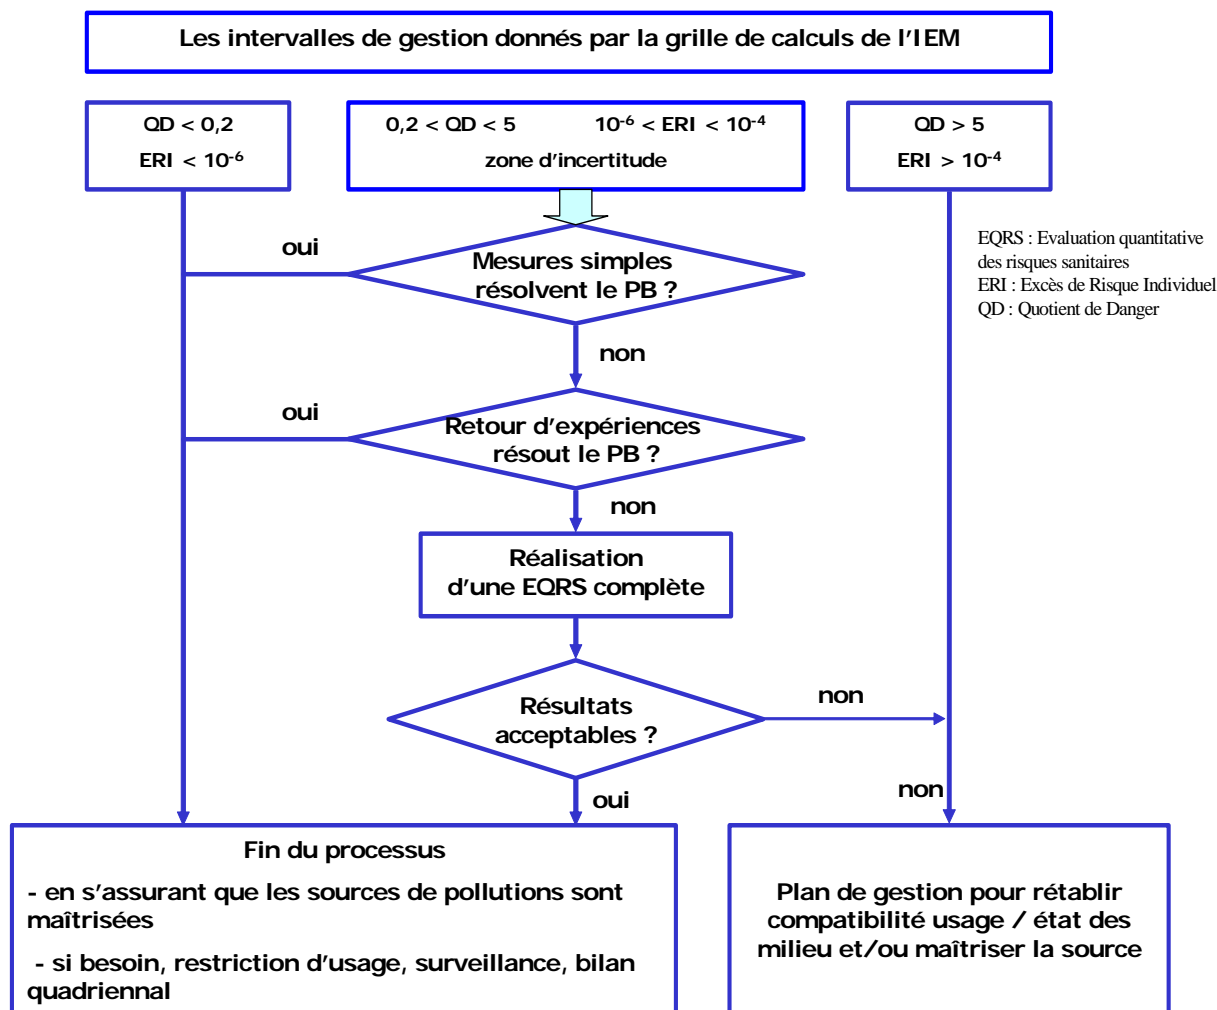 Les intervalles de gestion donnés par la grille de calculs de l'IEM
QD < 0,2
ERI < 10⁻⁶
0,2 < QD < 5 10⁻⁶ < ERI < 10⁻⁴
zone d'incertitude
QD > 5
ERI > 10⁻⁴
EQRS : Evaluation quantitative
des risques sanitaires
ERI : Excès de Risque Individuel
QD : Quotient de Danger
oui
Mesures simples
résolvent le PB ?
non
oui
Retour d'expériences
résout le PB ?
non
Réalisation
d'une EQRS complète
Résultats
acceptables ?
non
oui
non
Fin du processus
- en s'assurant que les sources de pollutions sont
maîtrisées
- si besoin, restriction d'usage, surveillance, bilan
quadriennal
Plan de gestion pour rétablir
compatibilité usage / état des
milieu et/ou maîtriser la source